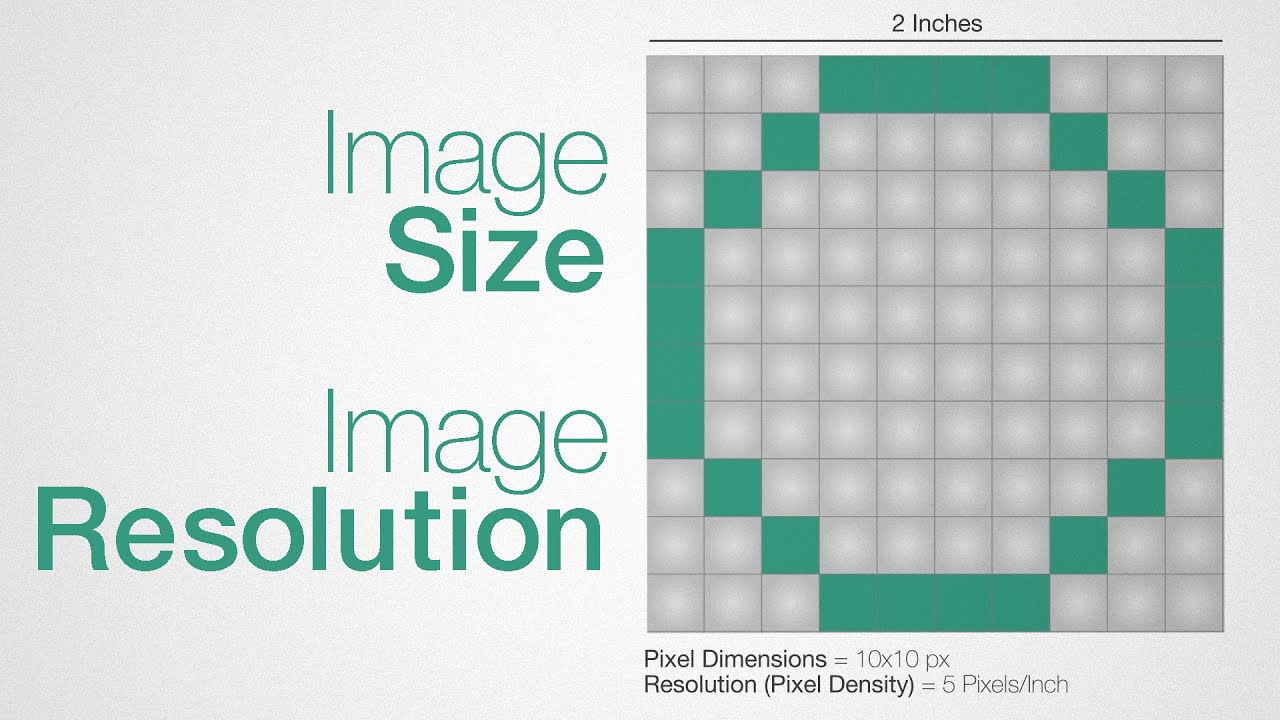 Image
Size
Image
Resolution
2 Inches
Pixel Dimensions = 10x10 px
Resolution (Pixel Density) = 5 Pixels/Inch